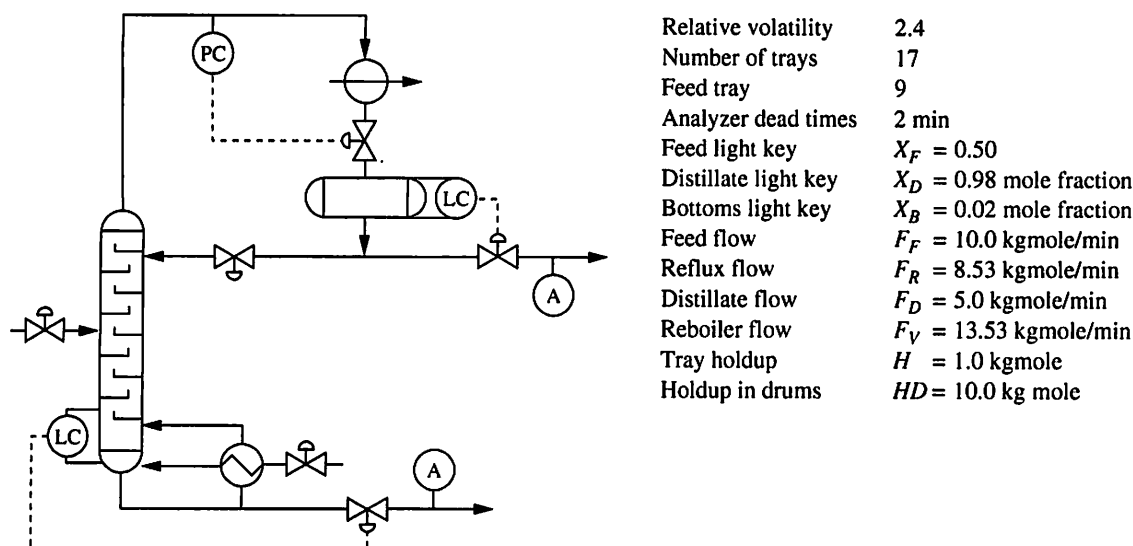 PC
LC
A
LC
A
Relative volatility 2.4
Number of trays 17
Feed tray 9
Analyzer dead times 2 min
Feed light key X_F = 0.50
Distillate light key X_D = 0.98 mole fraction
Bottoms light key X_B = 0.02 mole fraction
Feed flow F_F = 10.0 kgmole/min
Reflux flow F_R = 8.53 kgmole/min
Distillate flow F_D = 5.0 kgmole/min
Reboiler flow F_V = 13.53 kgmole/min
Tray holdup H = 1.0 kgmole
Holdup in drums HD = 10.0 kg mole